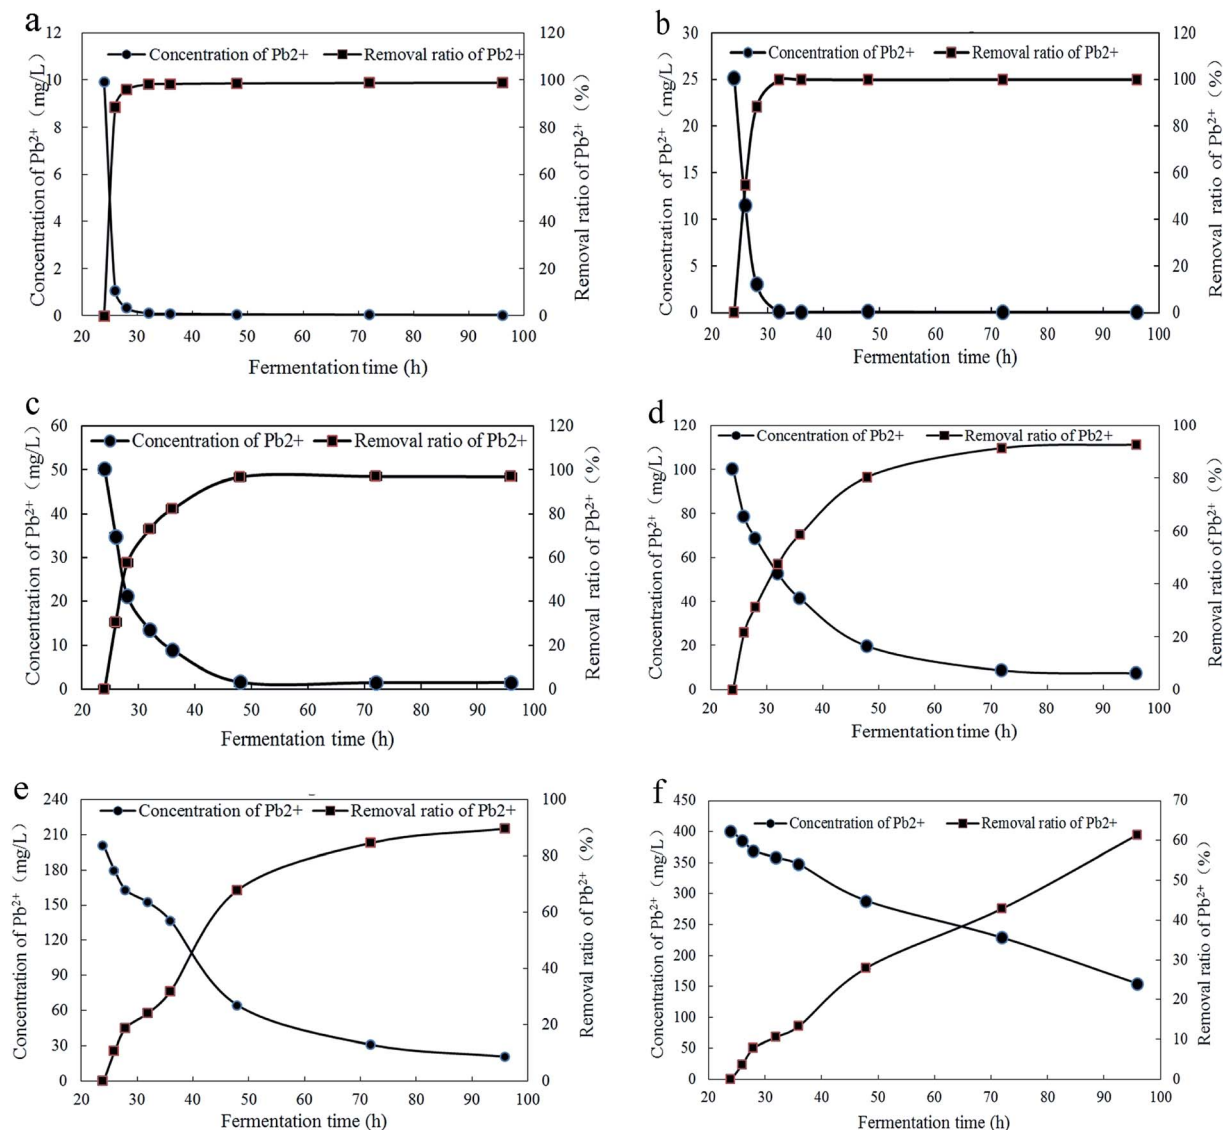 a
12
120
Concentration of Pb2+
Removal ratio of Pb2+
10
100
8
80
6
60
4
40
2
20
0
0
20 30 40 50 60 70 80 90 100
Fermentation time (h)
Concentration of Pb²⁺（mg/L）
Removal ratio of Pb²⁺（%）
b
30
120
Concentration of Pb2+
Removal ratio of Pb2+
25
100
20
80
15
60
10
40
5
20
0
0
20 30 40 50 60 70 80 90 100
Fermentation time (h)
Concentration of Pb²⁺（mg/L）
Removal ratio of Pb²⁺（%）
c
60
120
Concentration of Pb2+
Removal ratio of Pb2+
50
100
40
80
30
60
20
40
10
20
0
0
20 30 40 50 60 70 80 90 100
Fermentation time (h)
Concentration of Pb²⁺（mg/L）
Removal ratio of Pb²⁺（%）
d
120
100
Concentration of Pb2+
Removal ratio of Pb2+
100
80
80
60
60
40
40
20
20
0
0
20 30 40 50 60 70 80 90 100
Fermentation time (h)
Concentration of Pb²⁺（mg/L）
Removal ratio of Pb²⁺（%）
e
240
100
Concentration of Pb2+
Removal ratio of Pb2+
210
80
180
150
60
120
90
40
60
20
30
0
0
20 30 40 50 60 70 80 90 100
Fermentation time (h)
Concentration of Pb²⁺（mg/L）
Removal ratio of Pb²⁺（%）
f
450
70
Concentration of Pb2+
Removal ratio of Pb2+
400
60
350
50
300
250
40
200
30
150
20
100
10
50
0
0
20 30 40 50 60 70 80 90 100
Fermentation time (h)
Concentration of Pb²⁺（mg/L）
Removal ratio of Pb²⁺（%）